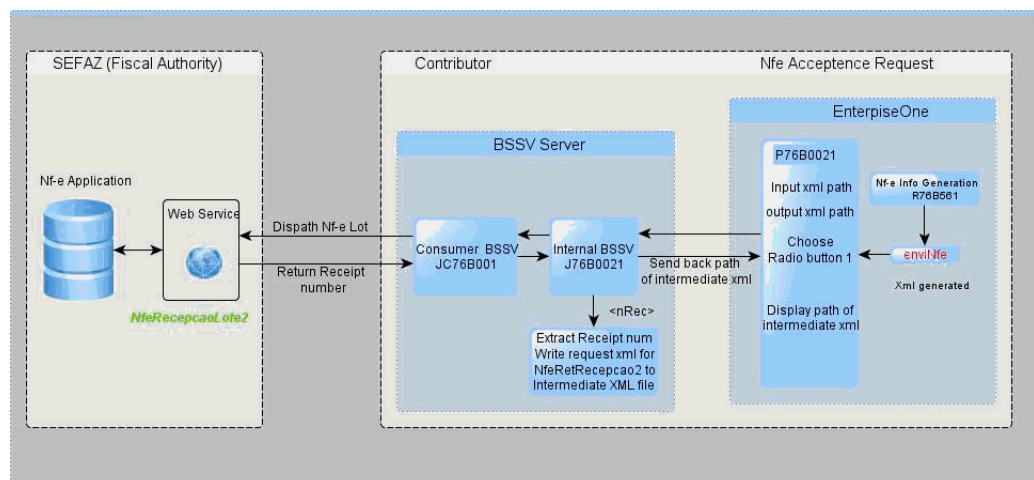 SEFAZ (Fiscal Authority)
Contributor
Nfe Acceptence Request
EnterpiseOne
BSSV Server
Nf-e Application
Web Service
NfeRecepcaoLote2
Dispath Nf-e Lot
Return Receipt
number
Consumer BSSV
JC76B001
Internal BSSV
J76B0021
Send back path
of intermediate xml
<nRec>
Extract Receipt num
Write request xml for
NfeRetRecepcao2 to
Intermediate XML file
P76B0021
Input xml path
output xml path
Choose
Radio button 1
Display path of
intermediate xml
Nf-e Info Generation
R76B561
enviNfe
Xml generated